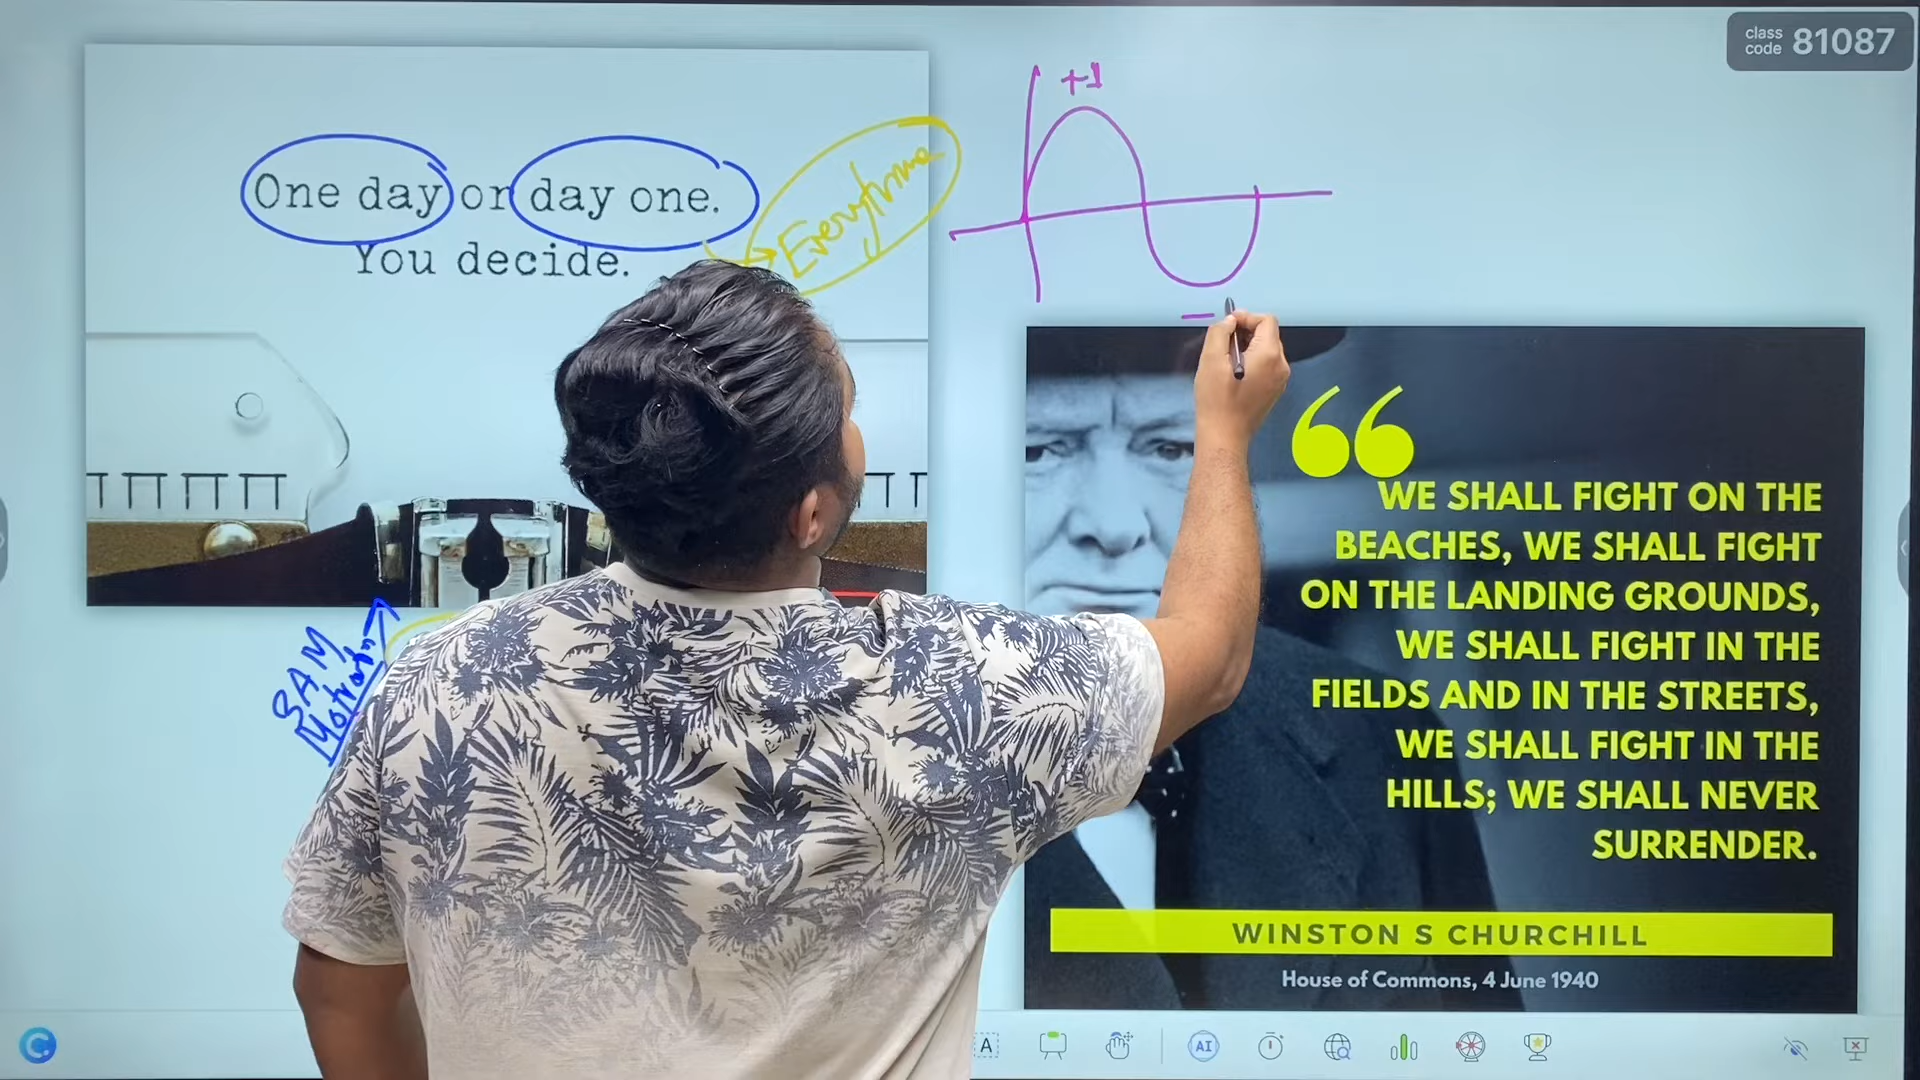 class code 81087
One day or day one.
You decide.
+1
-
SAM
“
WE SHALL FIGHT ON THE
BEACHES, WE SHALL FIGHT
ON THE LANDING GROUNDS,
WE SHALL FIGHT IN THE
FIELDS AND IN THE STREETS,
WE SHALL FIGHT IN THE
HILLS; WE SHALL NEVER
SURRENDER.
WINSTON S CHURCHILL
House of Commons, 4 June 1940
A
AI